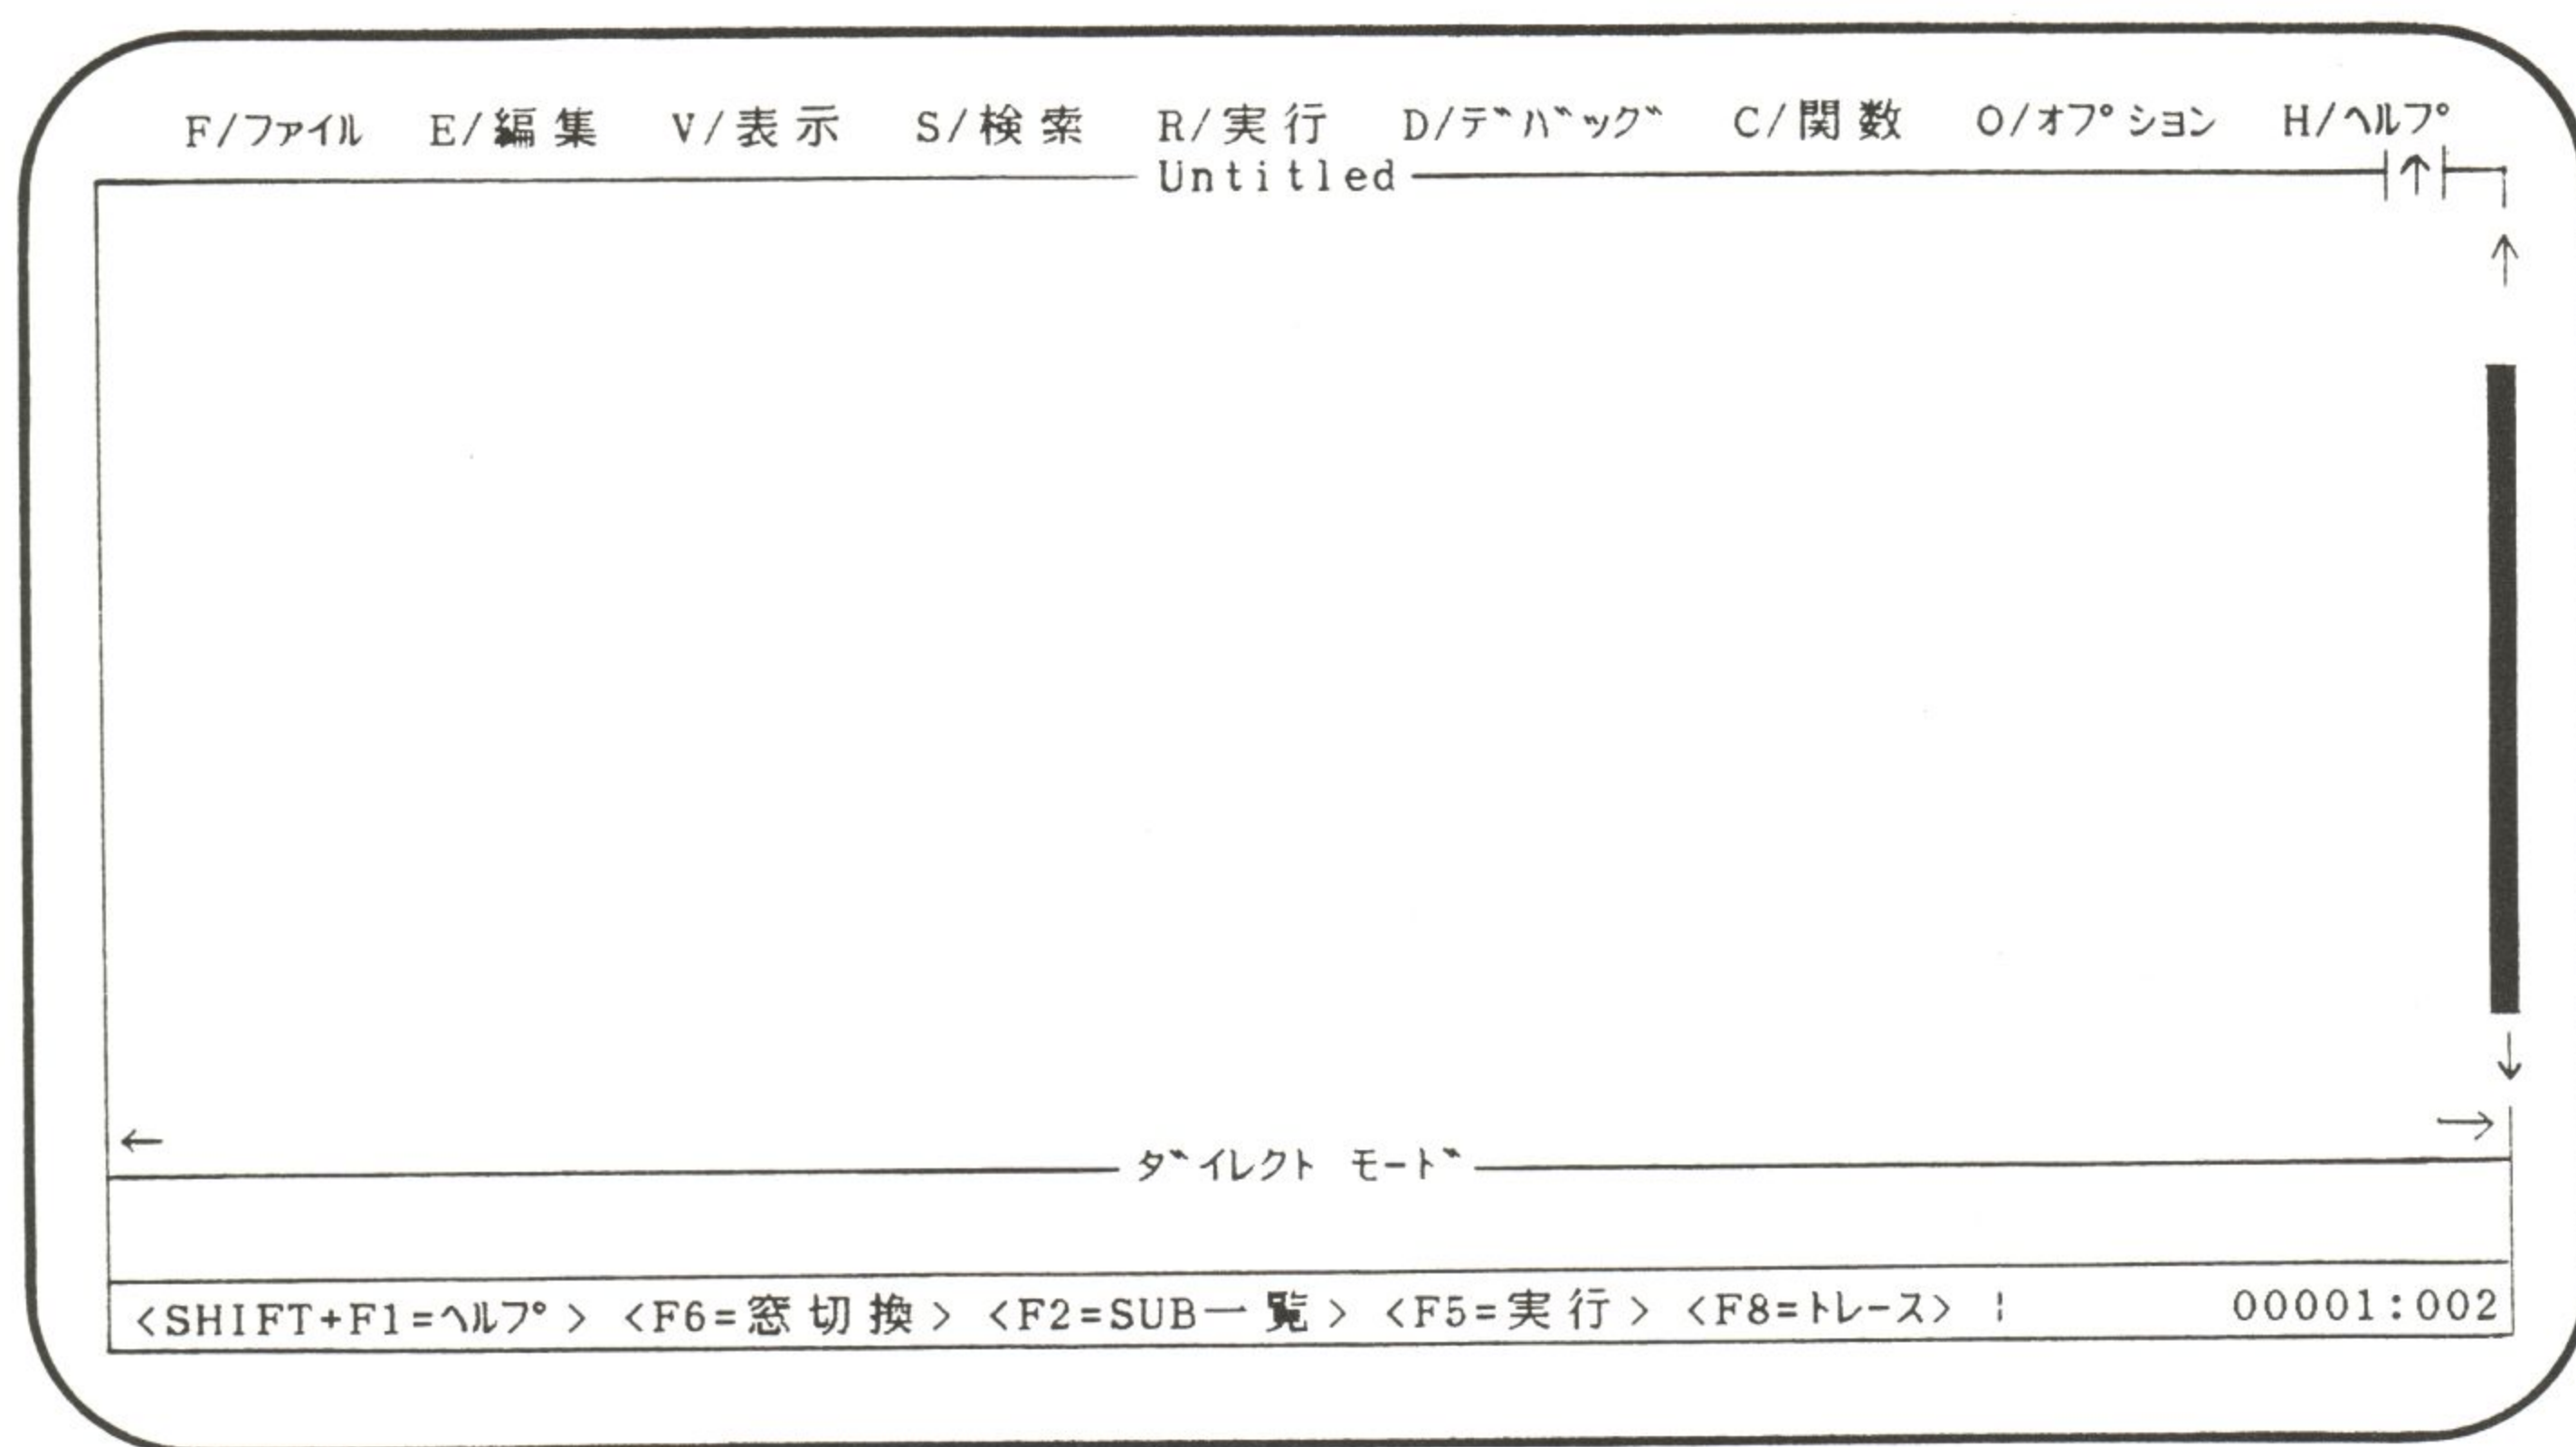 F/ファイル E/編集 V/表示 S/検索 R/実行 D/デバッグ C/関数 O/オプション H/ヘルプ
Untitled ↑
↑
↓
← →
ダイレクト モード
<SHIFT+F1=ヘルプ> <F6=窓切換> <F2=SUB一覧> <F5=実行> <F8=トレース> ¦ 00001:002